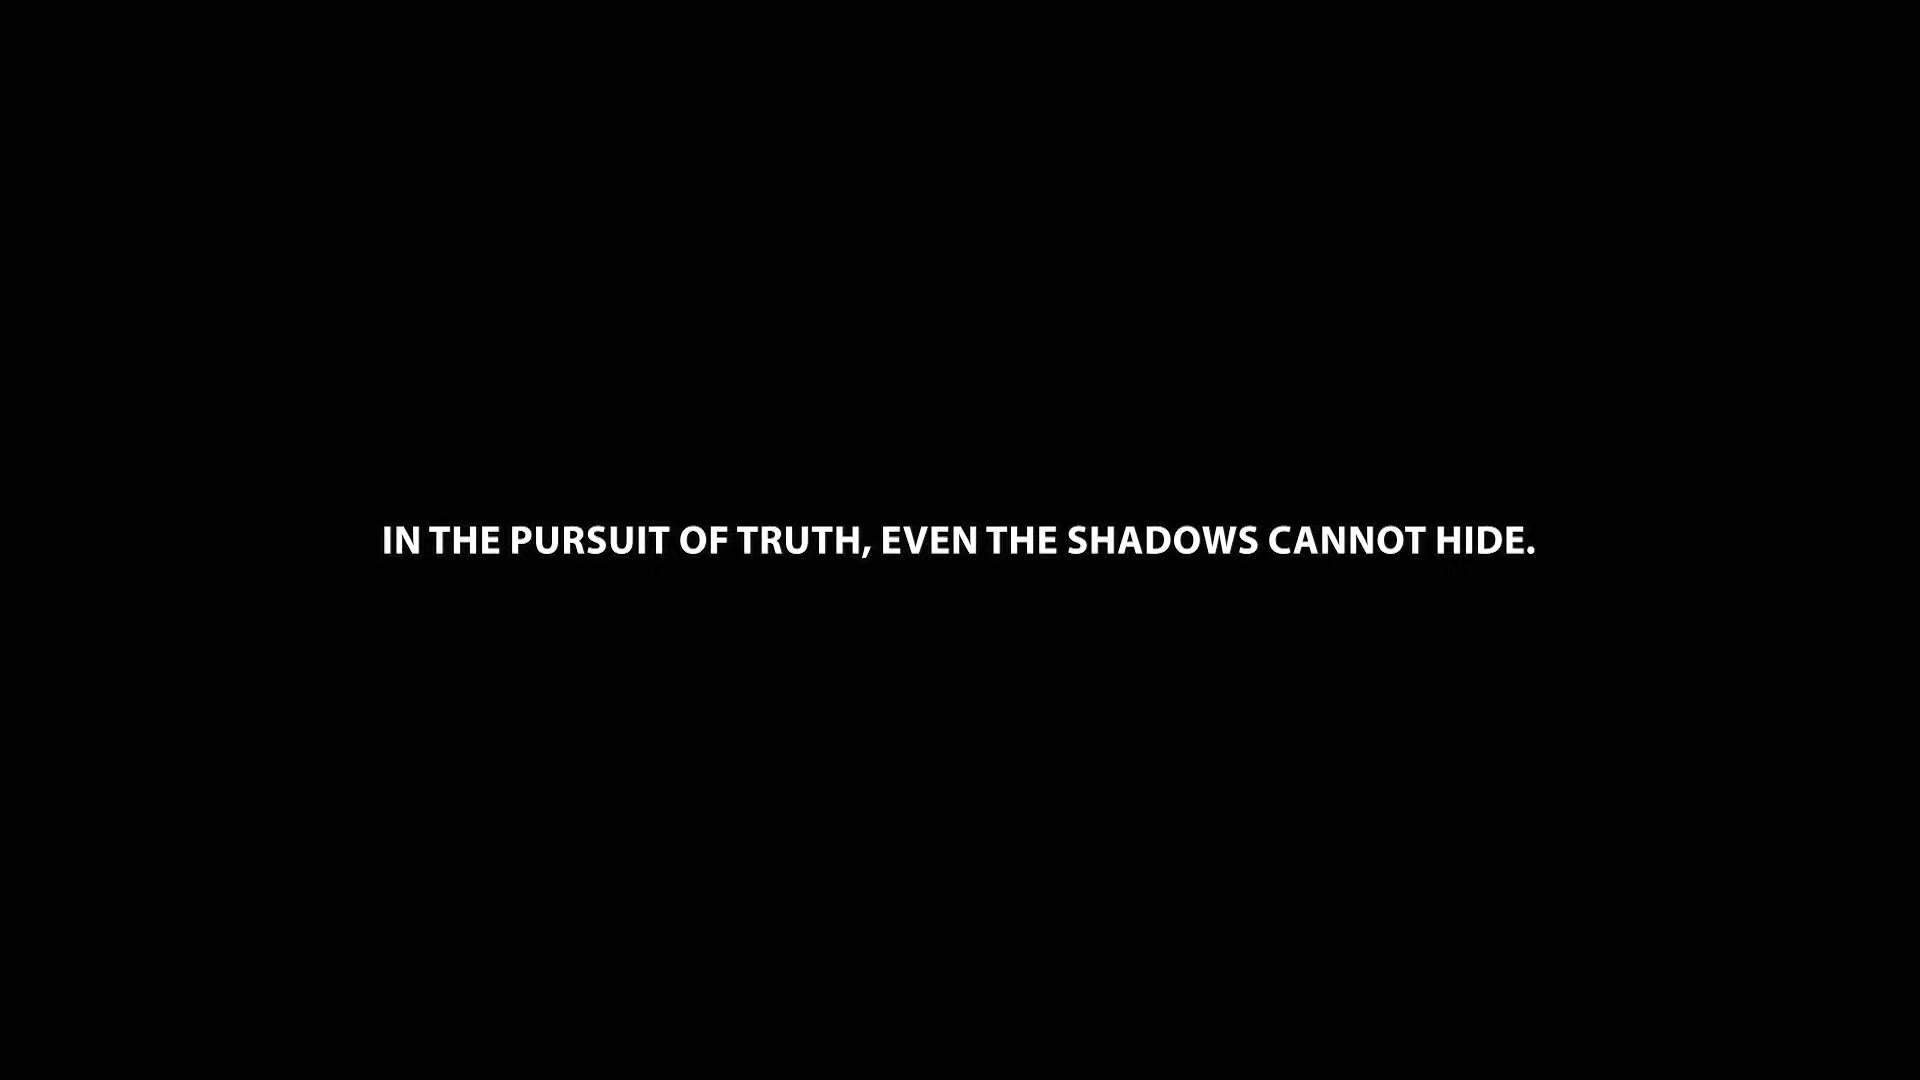 IN THE PURSUIT OF TRUTH, EVEN THE SHADOWS CANNOT HIDE.